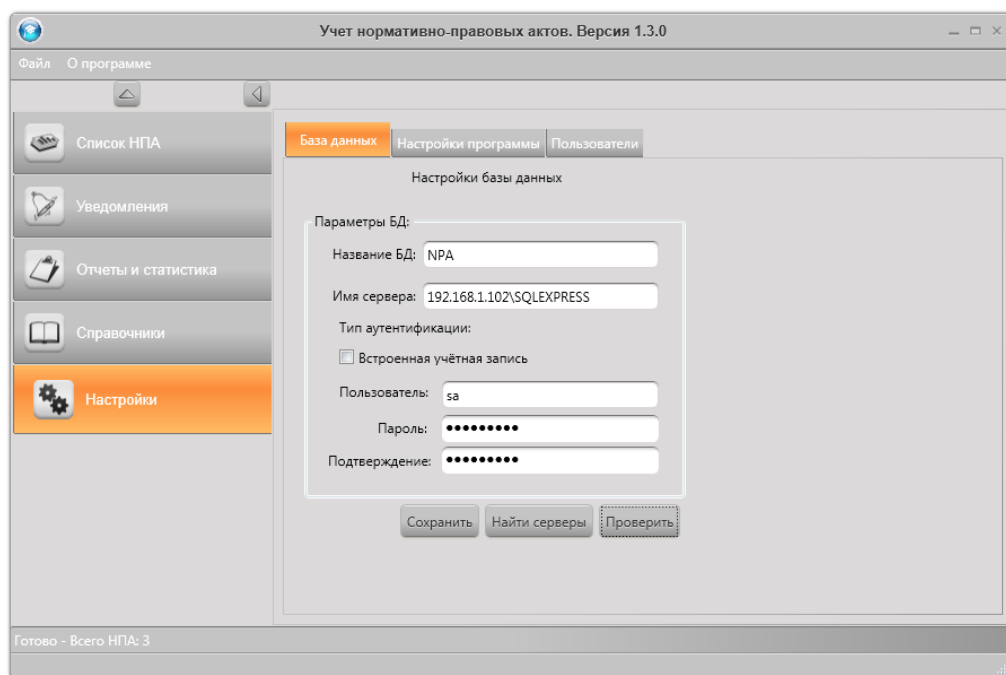 Учет нормативно-правовых актов. Версия 1.3.0
Файл О программе
Список НПА
Уведомления
Отчеты и статистика
Справочники
Настройки
База данных Настройки программы Пользователи
Настройки базы данных
Параметры БД:
Название БД: NPA
Имя сервера: 192.168.1.102\SQLEXPRESS
Тип аутентификации:
Встроенная учётная запись
Пользователь: sa
Пароль: •••••••••
Подтверждение: •••••••••
Сохранить Найти серверы Проверить
Готово - Всего НПА: 3